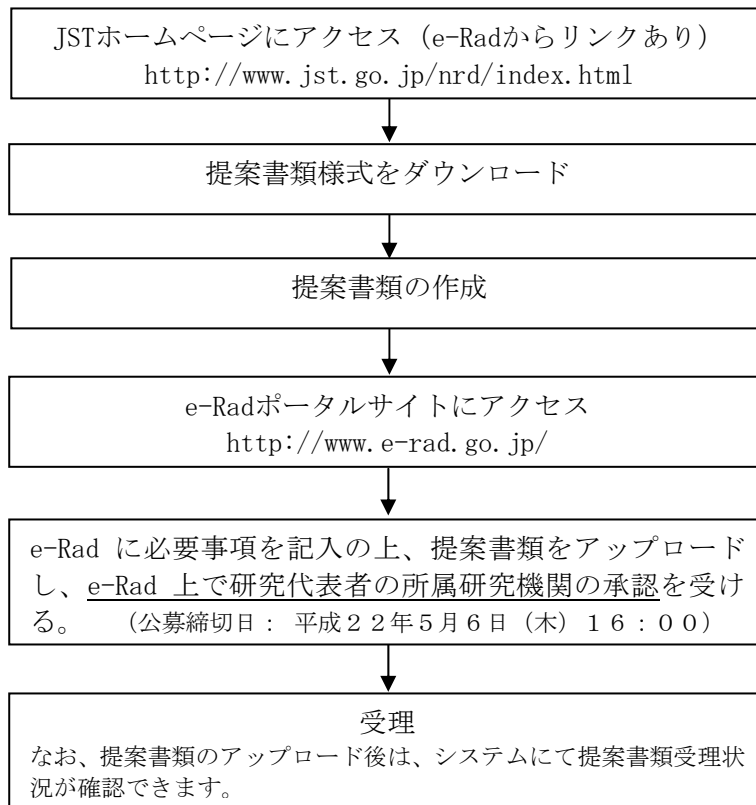 JSTホームページにアクセス（e-Radからリンクあり）
http://www.jst.go.jp/nrd/index.html
提案書類様式をダウンロード
提案書類の作成
e-Radポータルサイトにアクセス
http://www.e-rad.go.jp/
e-Rad に必要事項を記入の上、提案書類をアップロード
し、e-Rad 上で研究代表者の所属研究機関の承認を受け
る。　（公募締切日： 平成２２年５月６日（木）１６：００）
受理
なお、提案書類のアップロード後は、システムにて提案書類受理状
況が確認できます。